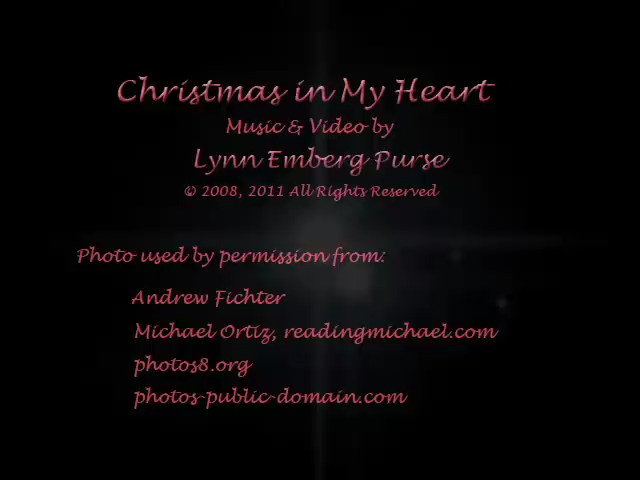 Christmas in My Heart
Music & Video by
Lynn Emberg Purse
© 2008, 2011 All Rights Reserved
Photo used by permission from:
Andrew Fichter
Michael Ortiz, readingmichael.com
photos8.org
photos-public-domain.com